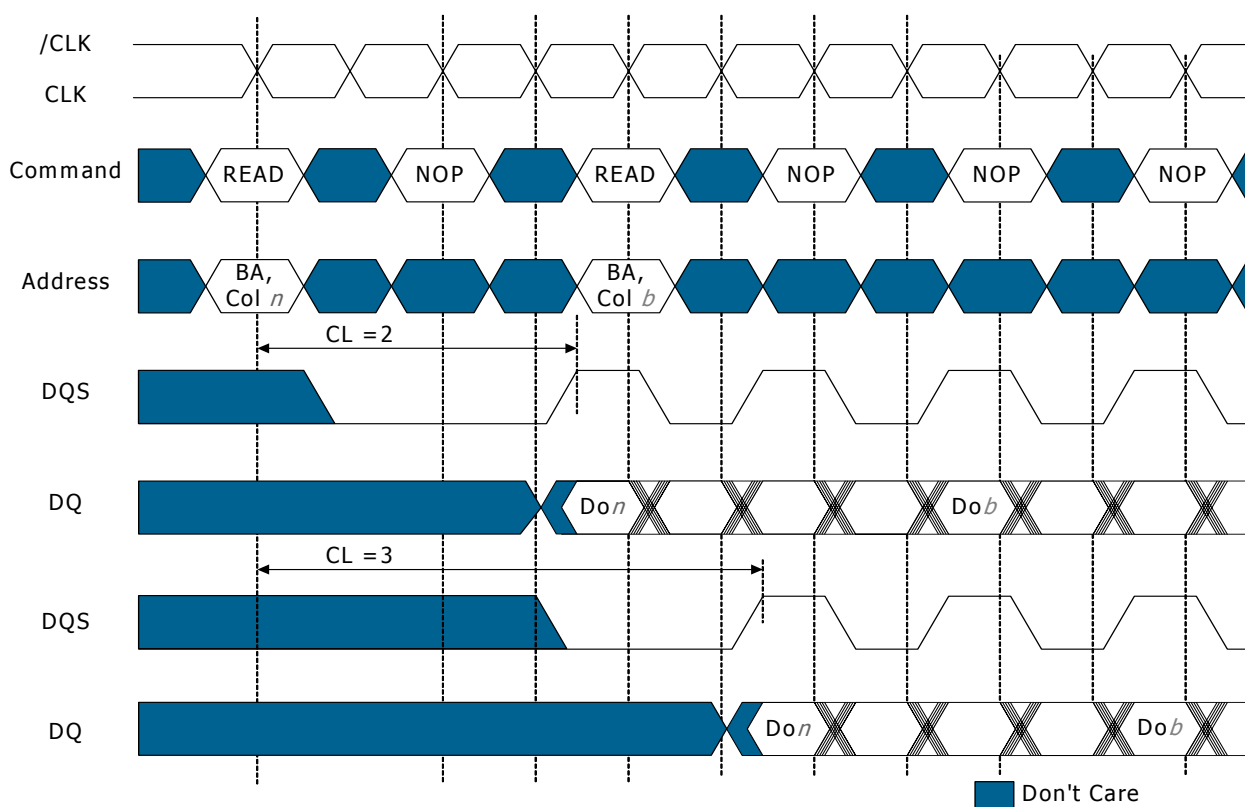 /CLK
CLK
Command
READ
NOP
READ
NOP
NOP
NOP
Address
BA,
Col n
BA,
Col b
CL =2
DQS
DQ
Don
Dob
CL =3
DQS
DQ
Don
Dob
Don't Care